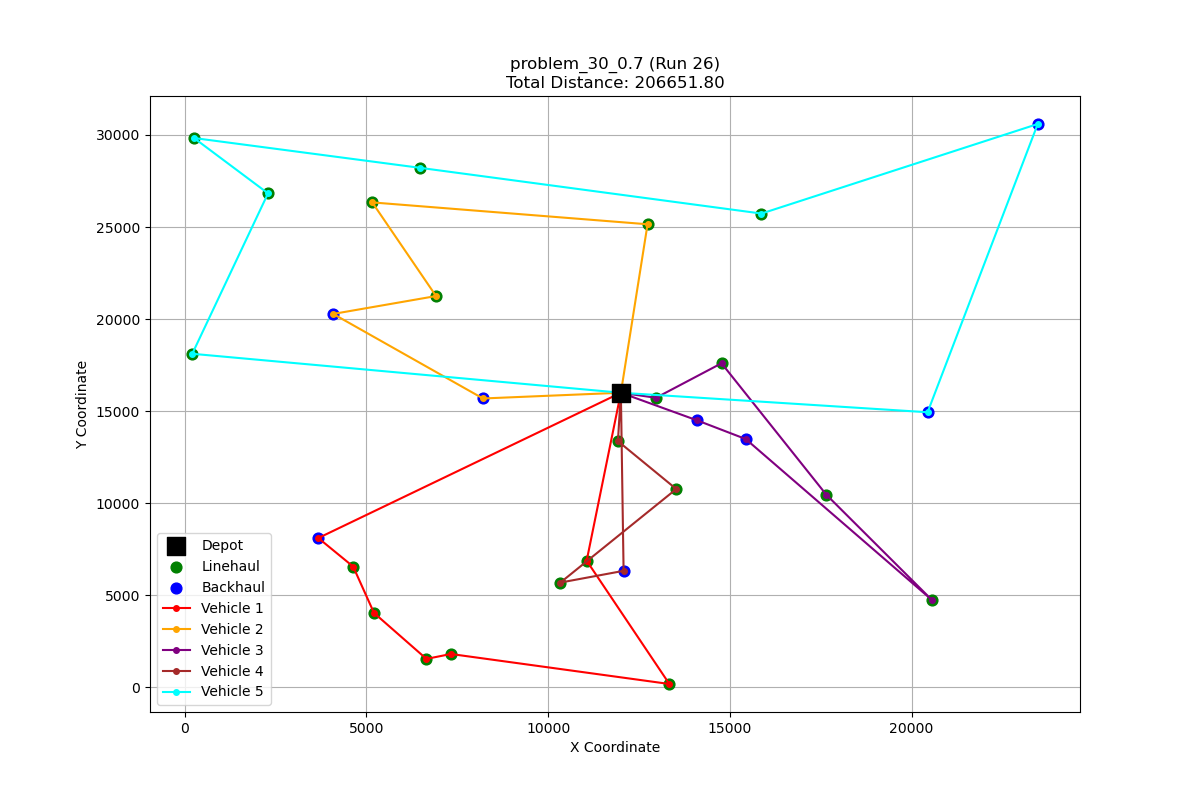 problem_30_0.7 (Run 26)
Total Distance: 206651.80
Y Coordinate
30000
25000
20000
15000
10000
5000
0
Depot
Linehaul
Backhaul
Vehicle 1
Vehicle 2
Vehicle 3
Vehicle 4
Vehicle 5
0 5000 10000 15000 20000
X Coordinate